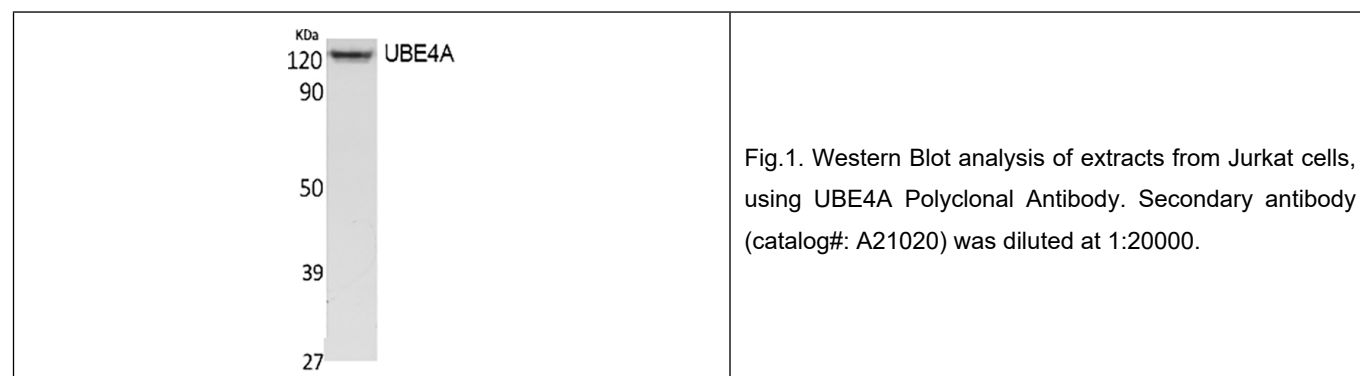 KDa
120
UBE4A
90
50
39
27
Fig.1. Western Blot analysis of extracts from Jurkat cells,
using UBE4A Polyclonal Antibody. Secondary antibody
(catalog#: A21020) was diluted at 1:20000.